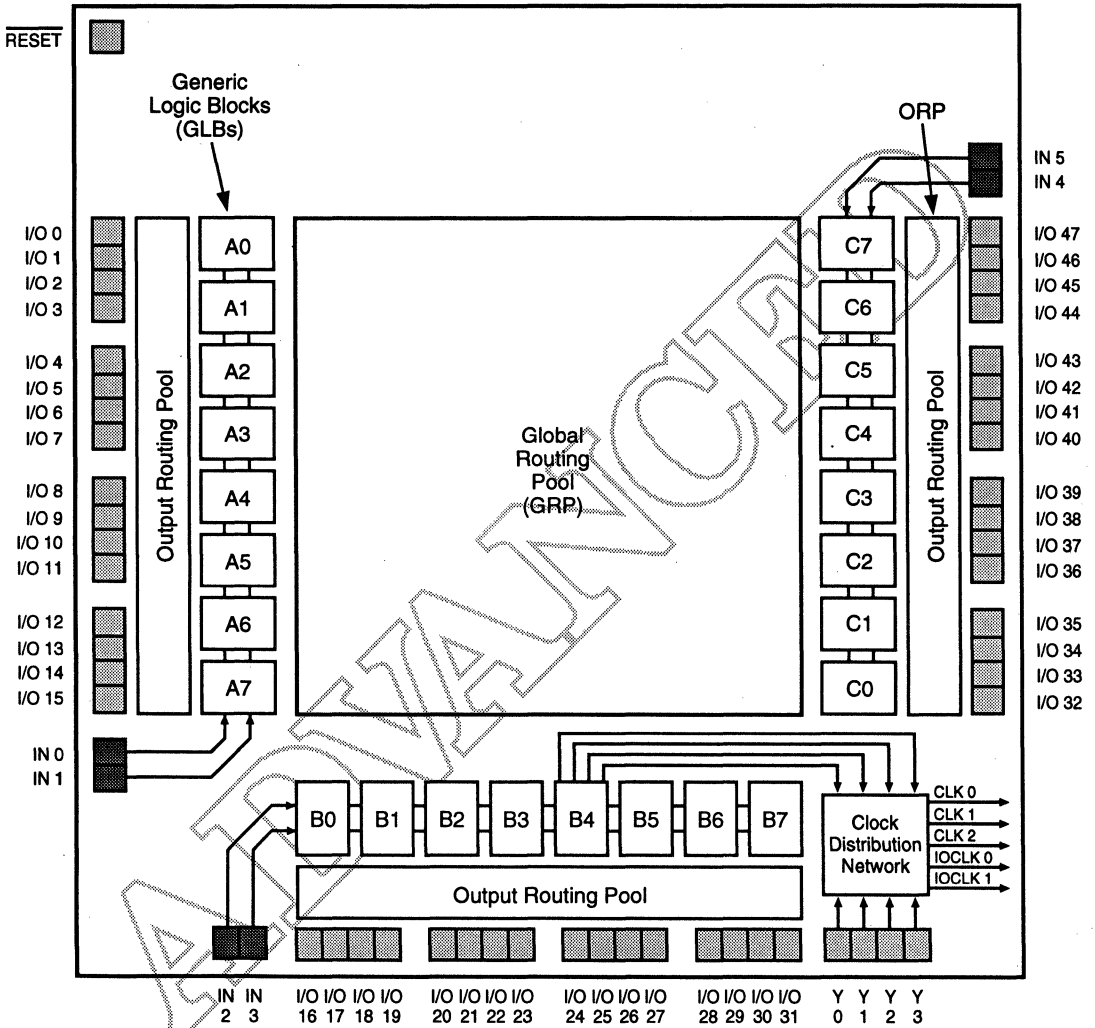 RESET
Generic
Logic Blocks
(GLBs)
ORP
IN 5
IN 4
I/O 0
I/O 1
I/O 2
I/O 3
I/O 4
I/O 5
I/O 6
I/O 7
I/O 8
I/O 9
I/O 10
I/O 11
I/O 12
I/O 13
I/O 14
I/O 15
IN 0
IN 1
Output Routing Pool
A0
A1
A2
A3
A4
A5
A6
A7
Global
Routing
Pool
(GRP)
ADVANCED
C7
C6
C5
C4
C3
C2
C1
C0
Output Routing Pool
I/O 47
I/O 46
I/O 45
I/O 44
I/O 43
I/O 42
I/O 41
I/O 40
I/O 39
I/O 38
I/O 37
I/O 36
I/O 35
I/O 34
I/O 33
I/O 32
B0 B1 B2 B3 B4 B5 B6 B7
Output Routing Pool
Clock
Distribution
Network
CLK 0
CLK 1
CLK 2
IOCLK 0
IOCLK 1
IN IN I/O I/O I/O I/O I/O I/O I/O I/O I/O I/O I/O I/O I/O I/O I/O I/O Y Y Y Y
2 3 16 17 18 19 20 21 22 23 24 25 26 27 28 29 30 31 0 1 2 3